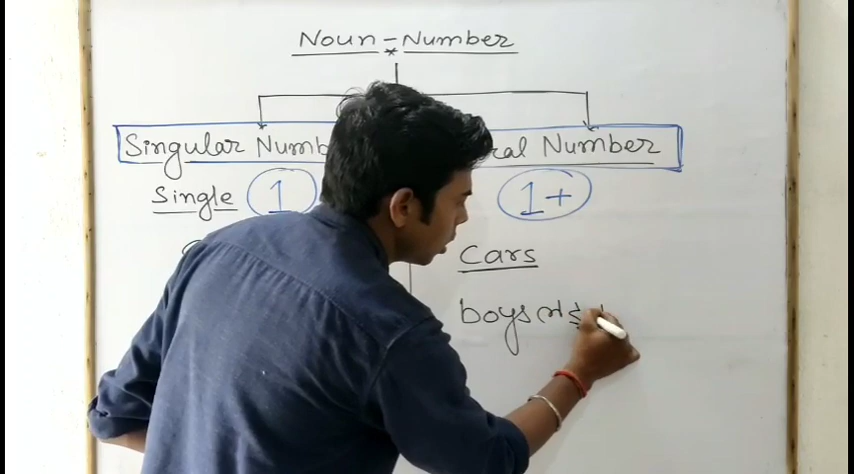 Noun - Number
Singular Numb ral Number
Single 1 1+
Cars
boys